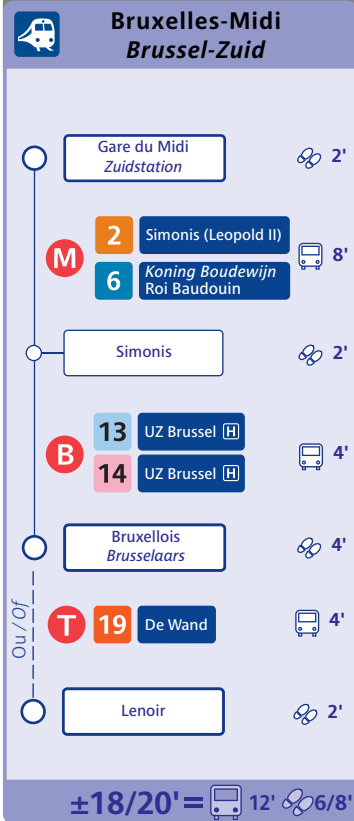 Bruxelles-Midi
Brussel-Zuid
Gare du Midi
Zuidstation
2'
M
2
Simonis (Leopold II)
6
Koning Boudewijn
Roi Baudouin
8'
Simonis
2'
B
13
UZ Brussel H
14
UZ Brussel H
4'
Bruxellois
Brusselaars
4'
Ou / Of
T
19
De Wand
4'
Lenoir
2'
±18/20'= 12' 6/8'